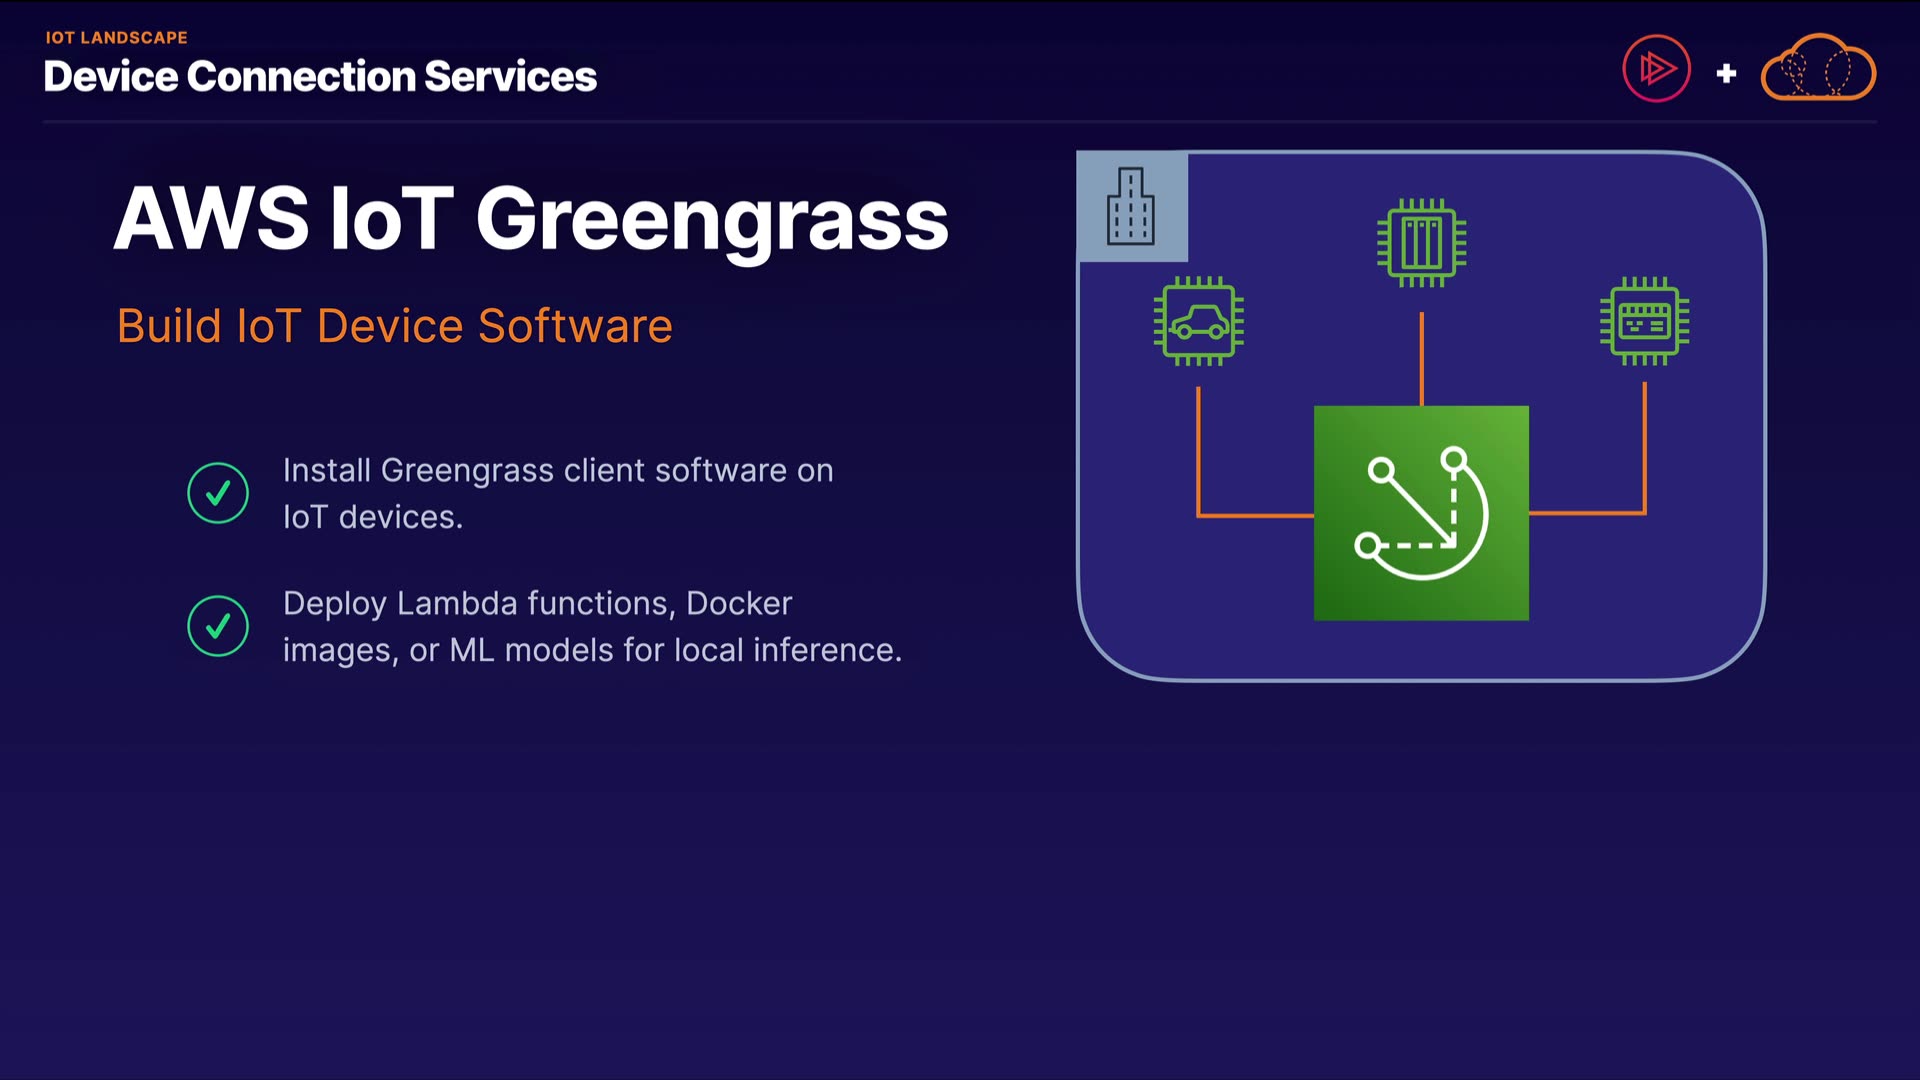 IOT LANDSCAPE
Device Connection Services
AWS IoT Greengrass
Build IoT Device Software
Install Greengrass client software on
IoT devices.
Deploy Lambda functions, Docker
images, or ML models for local inference.